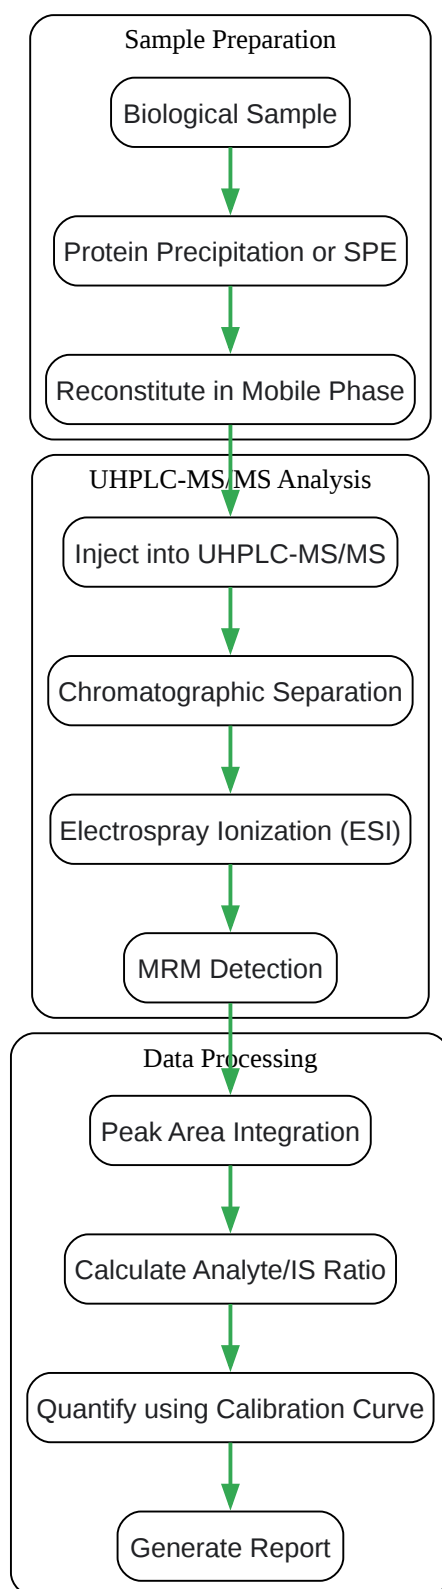 Sample Preparation
Biological Sample
Protein Precipitation or SPE
Reconstitute in Mobile Phase
UHPLC-MS/MS Analysis
Inject into UHPLC-MS/MS
Chromatographic Separation
Electrospray Ionization (ESI)
MRM Detection
Data Processing
Peak Area Integration
Calculate Analyte/IS Ratio
Quantify using Calibration Curve
Generate Report